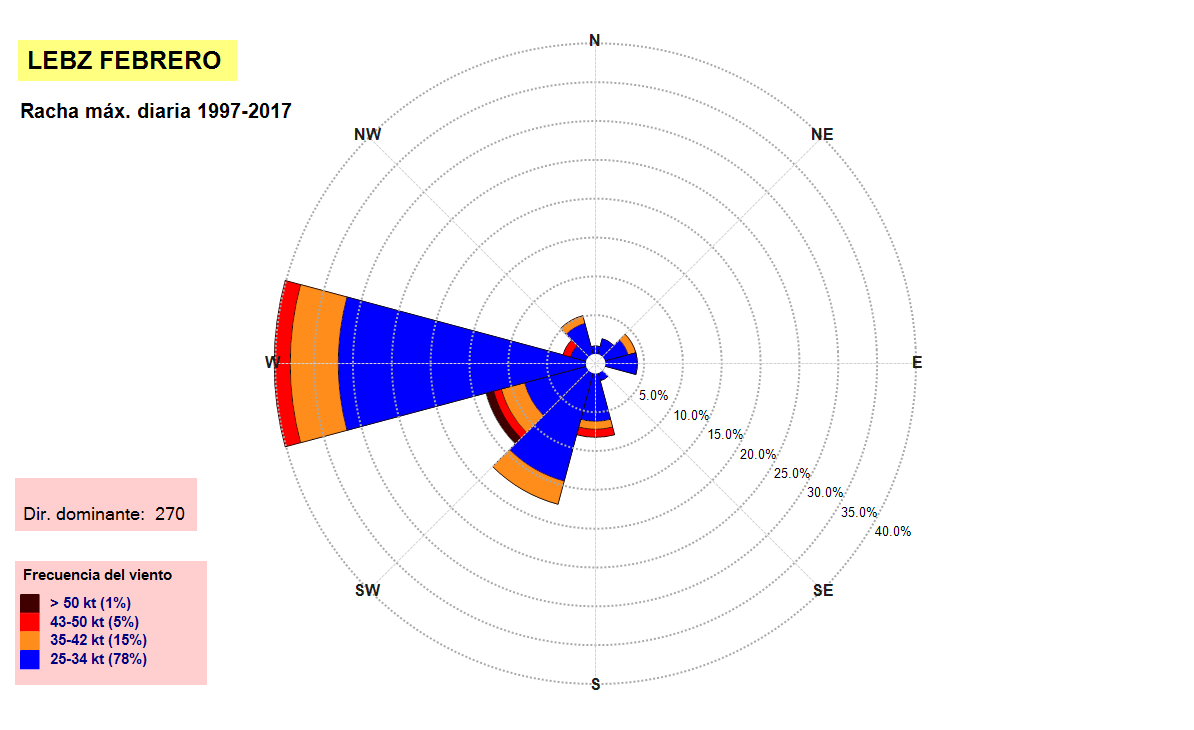 LEBZ FEBRERO
Racha máx. diaria 1997-2017
N
NW
NE
W
E
5.0%
10.0%
15.0%
20.0%
25.0%
30.0%
35.0%
40.0%
Dir. dominante: 270
SW
SE
S
Frecuencia del viento
> 50 kt (1%)
43-50 kt (5%)
35-42 kt (15%)
25-34 kt (78%)